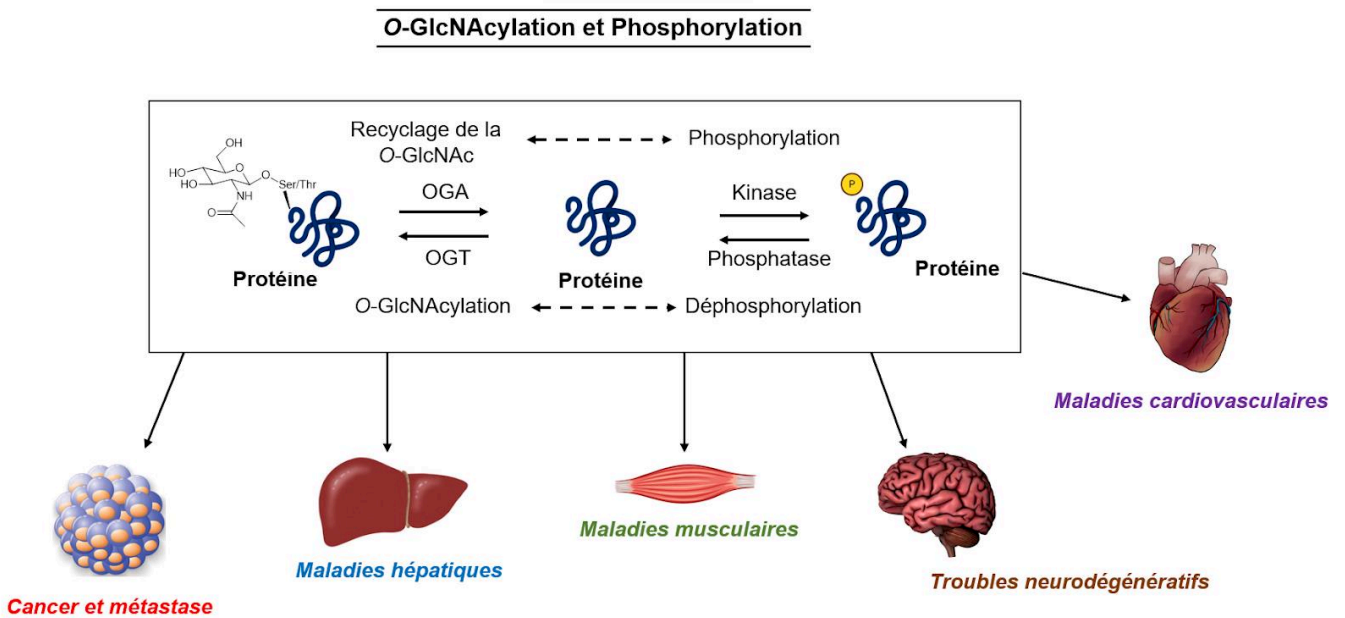 O-GlcNAcylation et Phosphorylation
Recyclage de la
O-GlcNAc
Phosphorylation
OH
HO
HO
O
O
Ser/Thr
NH
O
OGA
OGT
Kinase
Phosphatase
P
Protéine
Protéine
Protéine
O-GlcNAcylation
Déphosphorylation
Maladies cardiovasculaires
Maladies musculaires
Maladies hépatiques
Troubles neurodégénératifs
Cancer et métastase